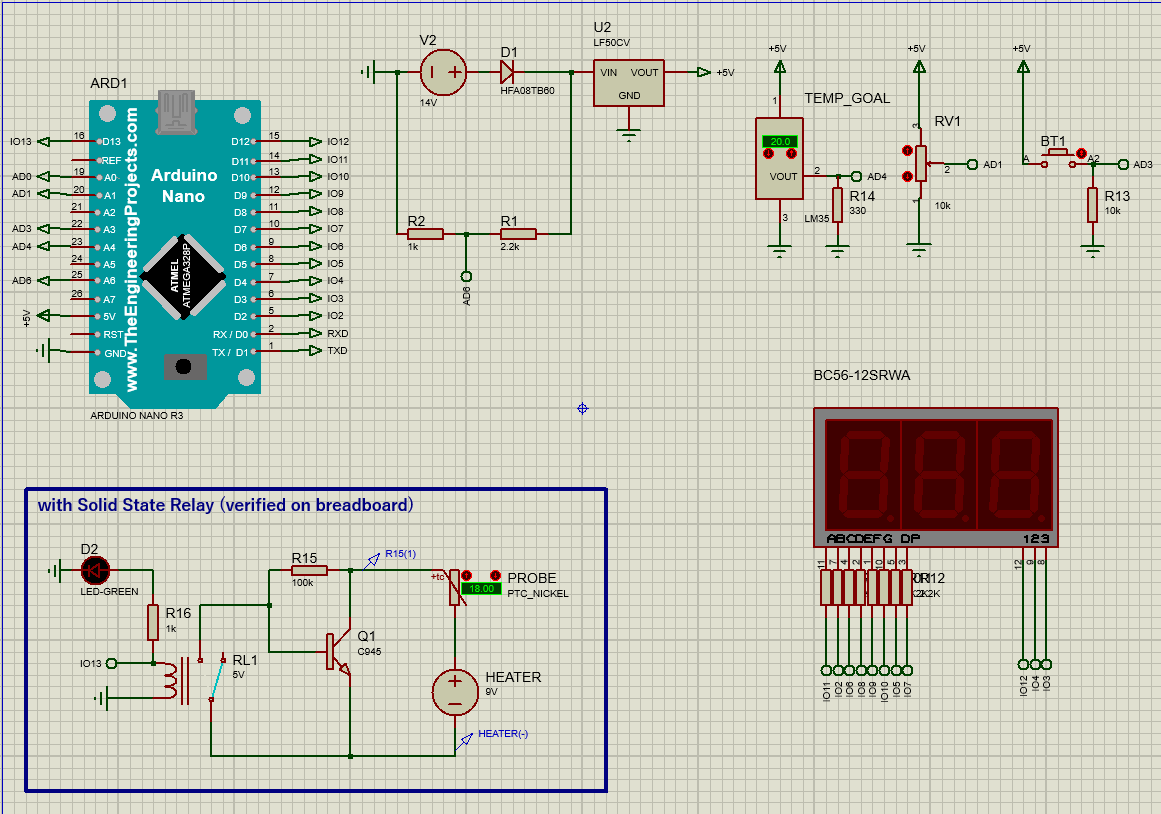 ARD1
www.TheEngineeringProjects.com
Arduino
Nano
ATMEL
ATMEGA328P
IO13 16 D13
REF
AD0 19 A0
AD1 20 A1
21 A2
AD3 22 A3
AD4 23 A4
24 A5
AD6 25 A6
26 A7
+5V 5V
RST
GND
D12 15 IO12
D11 14 IO11
D10 13 IO10
D9 12 IO9
D8 11 IO8
D7 10 IO7
D6 9 IO6
D5 8 IO5
D4 7 IO4
D3 6 IO3
D2 5 IO2
RX / D0 2 RXD
TX / D1 1 TXD
ARDUINO NANO R3
V2
14V
D1
HFA08TB60
U2
LF50CV
VIN VOUT
GND
+5V
R2
1k
R1
2.2k
AD6
+5V
1
TEMP_GOAL
20.0
VOUT
2
AD4
3
LM35
R14
330
+5V
RV1
3
2
AD1
1
10k
+5V
BT1
A A2
AD3
R13
10k
BC56-12SRWA
ABCDEFG DP
123
11 7 4 2 1 10 5 3
12 9 8
R12
2.2K
IO11 IO2 IO6 IO8 IO9 IO10 IO5 IO7
IO12 IO4 IO3
with Solid State Relay (verified on breadboard)
D2
LED-GREEN
R16
1k
IO13
RL1
5V
R15
100k
R15(1)
Q1
C945
+tc
18.00
PROBE
PTC_NICKEL
HEATER
9V
HEATER(-)